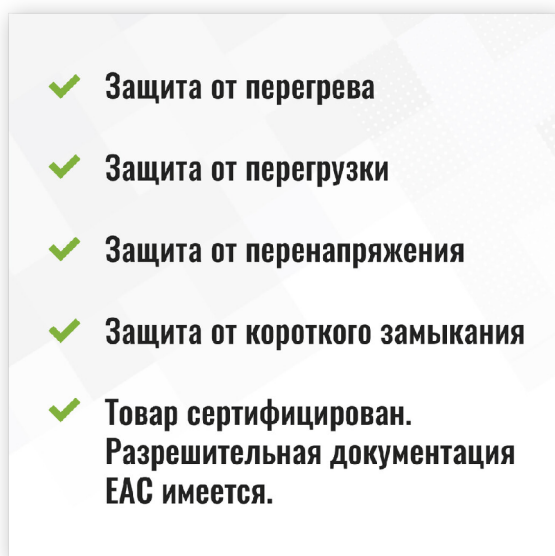 Защита от перегрева
Защита от перегрузки
Защита от перенапряжения
Защита от короткого замыкания
Товар сертифицирован.
Разрешительная документация
ЕАС имеется.